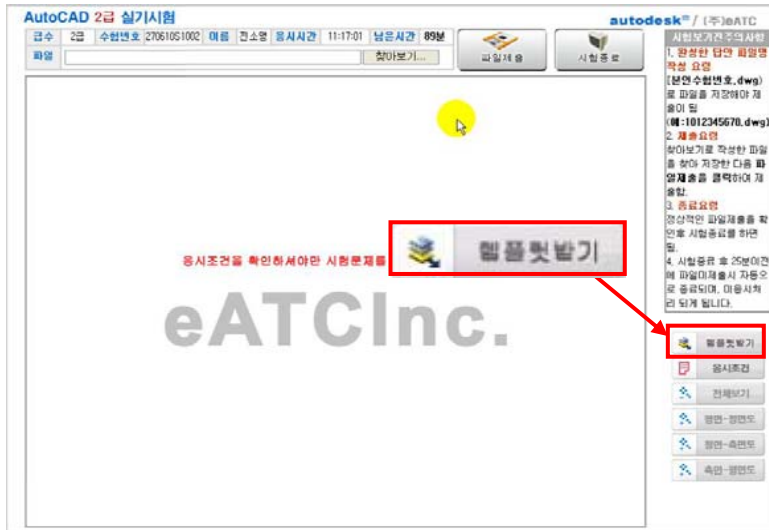 AutoCAD 2급 실기시험
autodesk® / (주)eATC
급수 2급 수험번호 27061051002 이름 전소영 응시시간 11:17:01 남은시간 89분
파일 찾아보기...
파일제출
시험종료
시험보기전주의사항
1. 완성한 답안 파일명
작성 요령
[본인수험번호.dwg)
로 파일을 저장해야 제
출이 됨
(예:1012345678.dwg)
2. 제출요령
찾아보기로 작성한 파일
을 찾아 저장한 다음 파
일제출을 클릭하여 제
출함.
3. 종료요령
정상적인 파일제출을 확
인후 시험종료를 하면
됨.
4. 시험종료 후 25분이전
에 파일미제출시 자동으
로 종료되며, 미응시처
리 되게 됩니다.
응시조건을 확인하셔야만 시험문제를
템플릿받기
eATCInc.
템플릿받기
응시조건
전체보기
평면-정면도
정면-측면도
측면-평면도